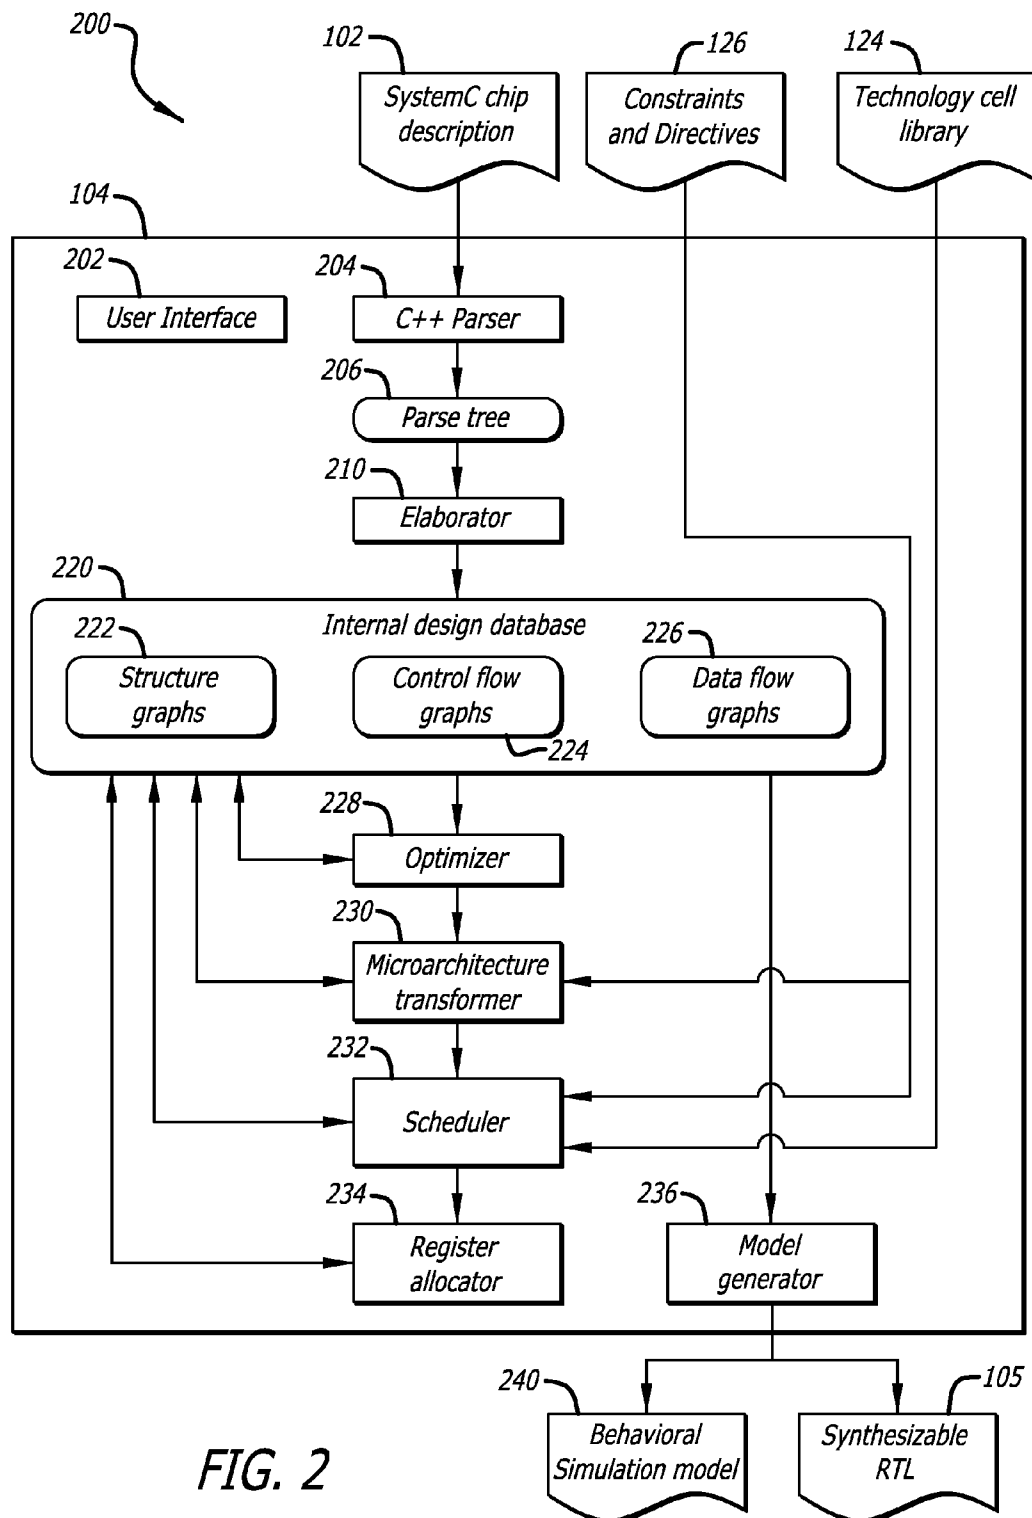 200
102
126
124
SystemC chip
description
Constraints
and Directives
Technology cell
library
104
202
204
User Interface
C++ Parser
206
Parse tree
210
Elaborator
220
Internal design database
222
226
Structure
graphs
Control flow
graphs
Data flow
graphs
224
228
Optimizer
230
Microarchitecture
transformer
232
Scheduler
234
236
Register
allocator
Model
generator
240
105
Behavioral
Simulation model
Synthesizable
RTL
FIG. 2